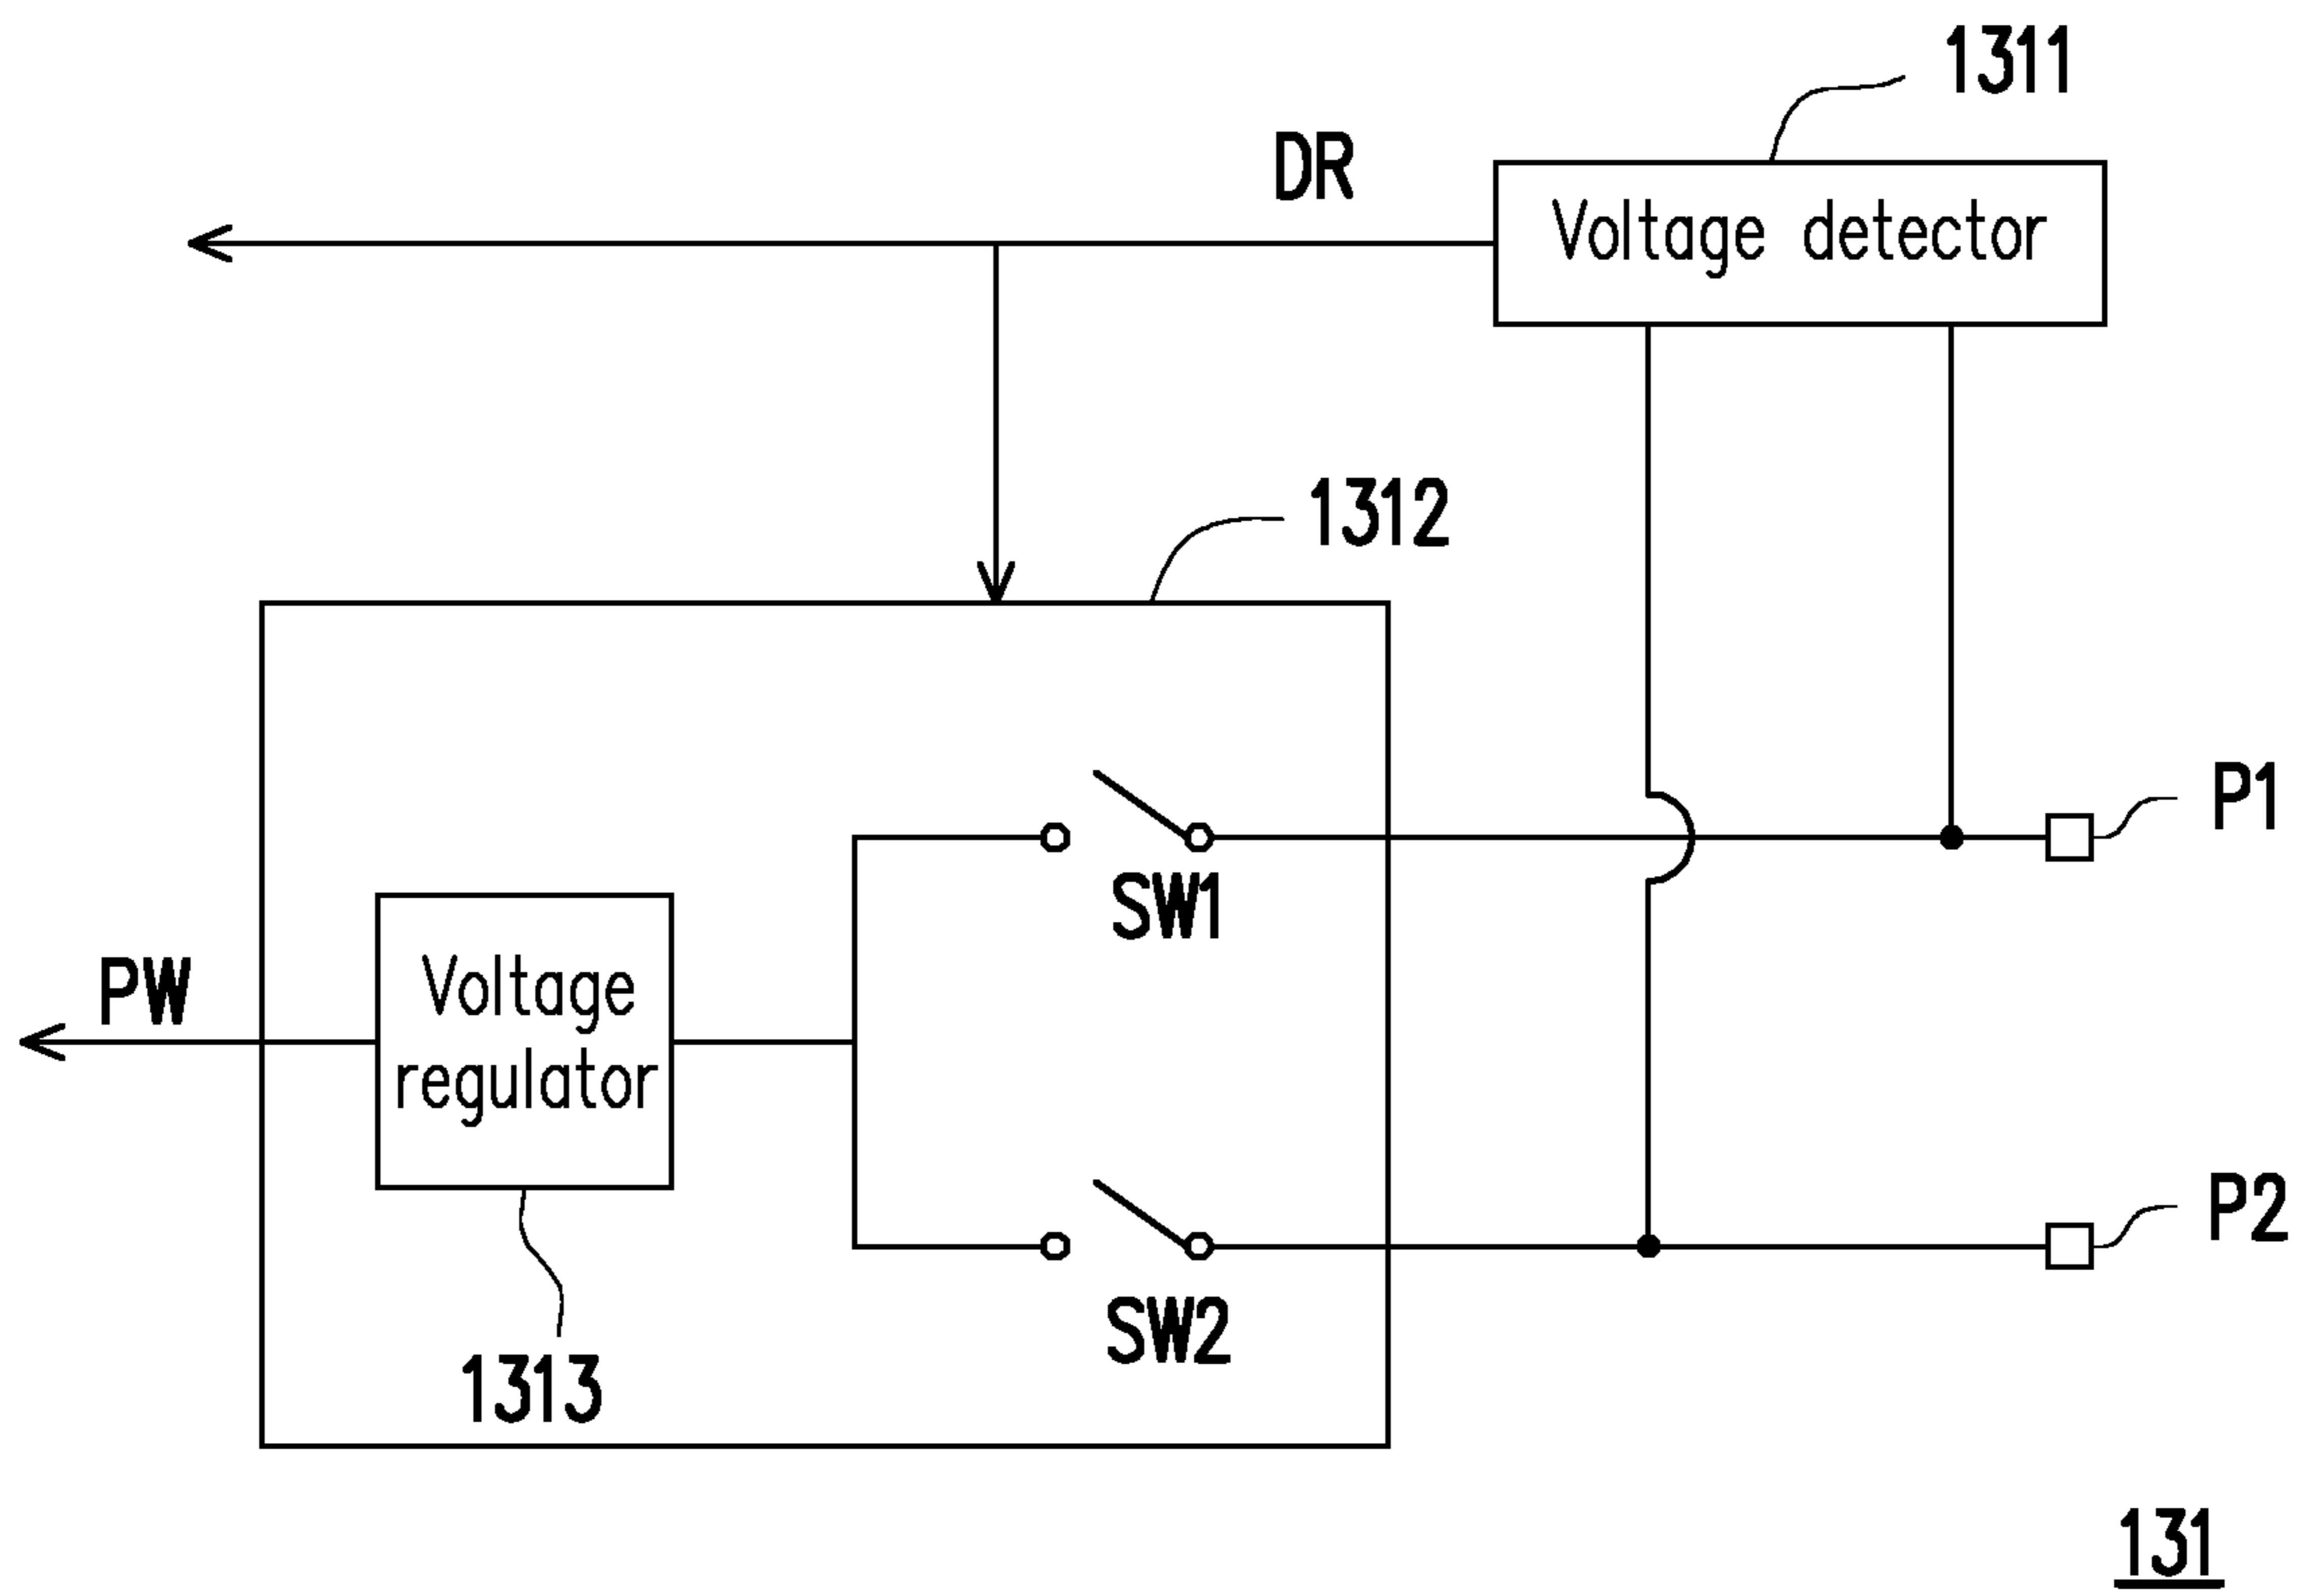 1311
DR
Voltage detector
1312
P1
SW1
PW
Voltage
regulator
P2
SW2
1313
131